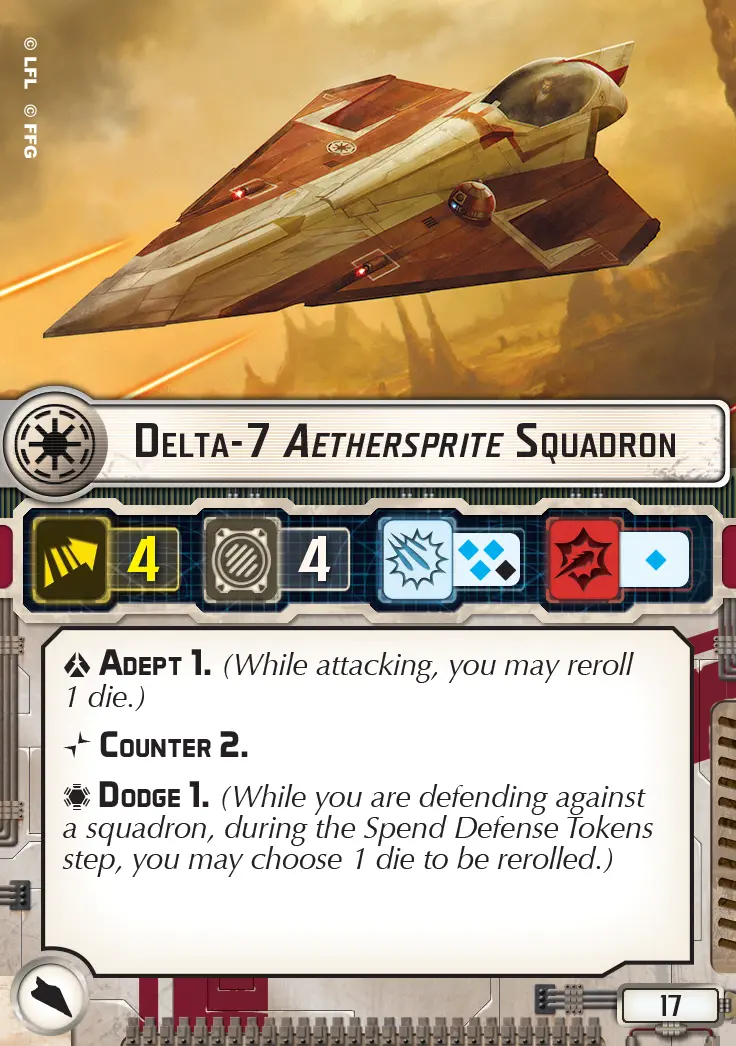 © LFL © FFG
Delta-7 Aethersprite Squadron
4 4
Adept 1. (While attacking, you may reroll
1 die.)
Counter 2.
Dodge 1. (While you are defending against
a squadron, during the Spend Defense Tokens
step, you may choose 1 die to be rerolled.)
17